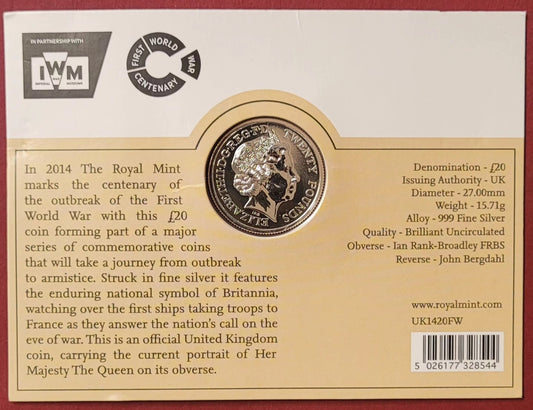 IN PARTNERSHIP WITH
IWM
IMPERIAL WAR MUSEUMS
FIRST WORLD WAR CENTENARY
ELIZABETH·II·D·G·REG·F·D TWENTY POUNDS
In 2014 The Royal Mint
marks the centenary of
the outbreak of the First
World War with this £20
coin forming part of a major
series of commemorative coins
that will take a journey from outbreak
to armistice. Struck in fine silver it features
the enduring national symbol of Britannia,
watching over the first ships taking troops to
France as they answer the nation's call on the
eve of war. This is an official United Kingdom
coin, carrying the current portrait of Her
Majesty The Queen on its obverse.
Denomination - £20
Issuing Authority - UK
Diameter - 27.00mm
Weight - 15.71g
Alloy - 999 Fine Silver
Quality - Brilliant Uncirculated
Obverse - Ian Rank-Broadley FRBS
Reverse - John Bergdahl
www.royalmint.com
UK1420FW
5 026177 328544